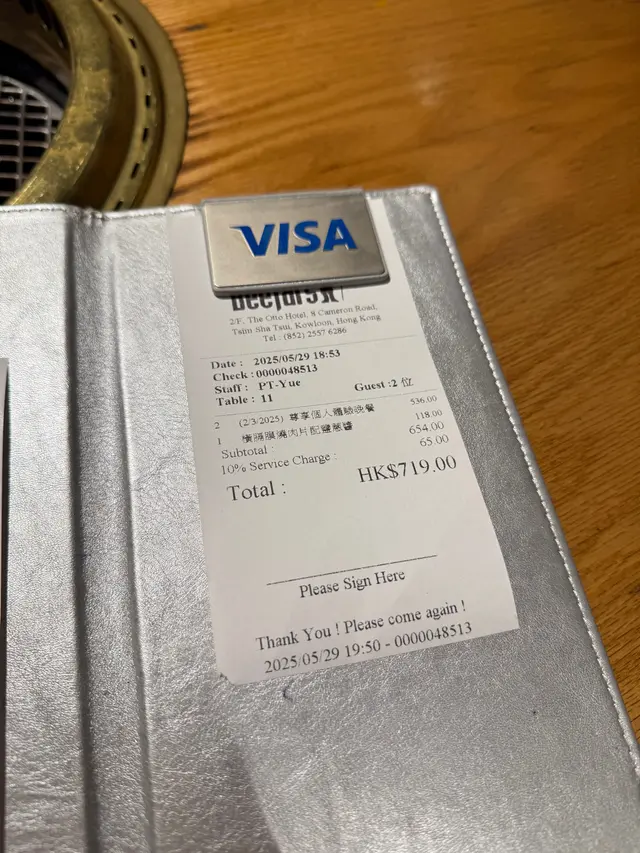 VISA
2/F, The Otto Hotel, 8 Cameron Road,
Tsim Sha Tsui, Kowloon, Hong Kong
Tel : (852) 2557 6286
Date : 2025/05/29 18:53
Check : 0000048513
Staff : PT-Yue
Table : 11 Guest :2 位
2 (2/3/2025) 尊享個人體驗晚餐 536.00
1 橫膈膜燒肉片配鹽蔥醬 118.00
Subtotal : 654.00
10% Service Charge : 65.00
Total : HK$719.00
Please Sign Here
Thank You ! Please come again !
2025/05/29 19:50 - 0000048513